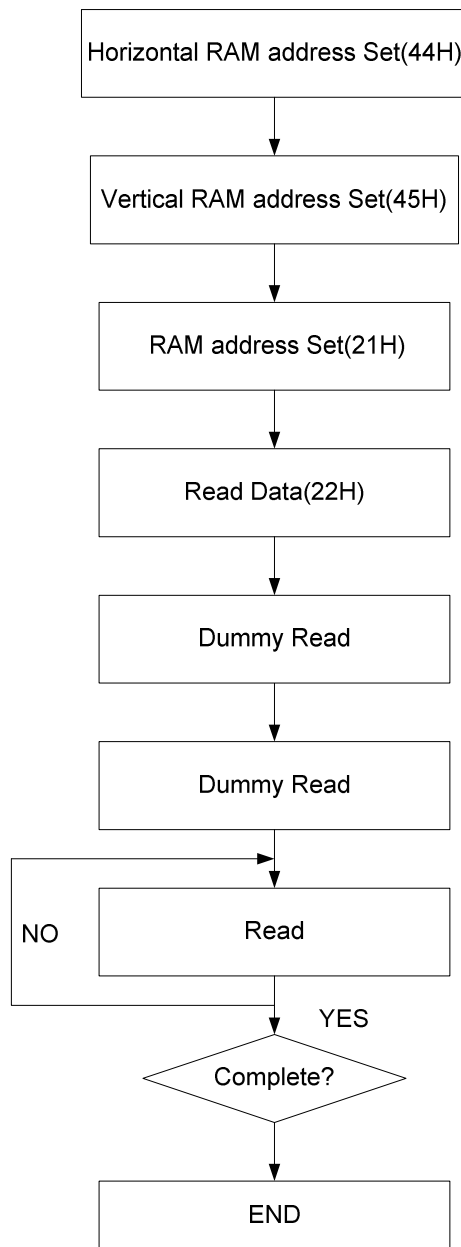 Horizontal RAM address Set(44H)
Vertical RAM address Set(45H)
RAM address Set(21H)
Read Data(22H)
Dummy Read
Dummy Read
Read
NO
YES
Complete?
END